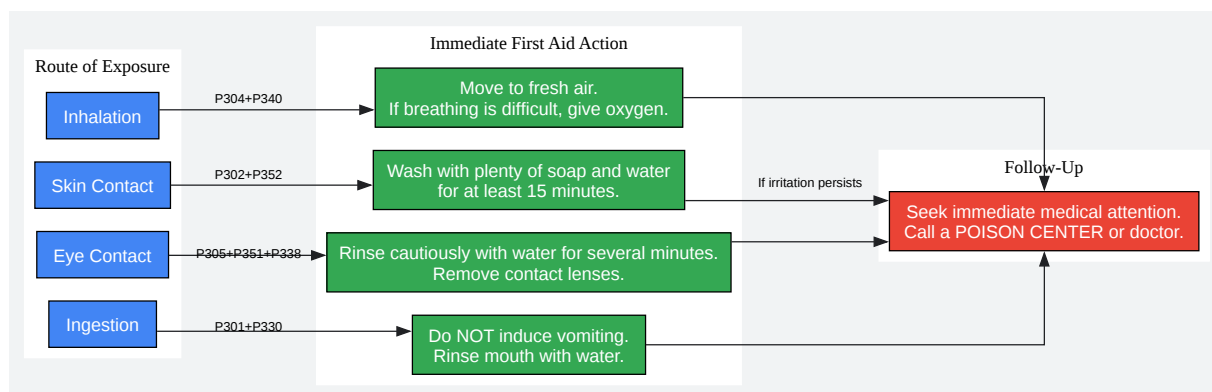 Route of Exposure
Immediate First Aid Action
Inhalation
P304+P340
Move to fresh air.
If breathing is difficult, give oxygen.
Skin Contact
P302+P352
Wash with plenty of soap and water
for at least 15 minutes.
If irritation persists
Follow-Up
Seek immediate medical attention.
Call a POISON CENTER or doctor.
Eye Contact
P305+P351+P338
Rinse cautiously with water for several minutes.
Remove contact lenses.
Ingestion
P301+P330
Do NOT induce vomiting.
Rinse mouth with water.